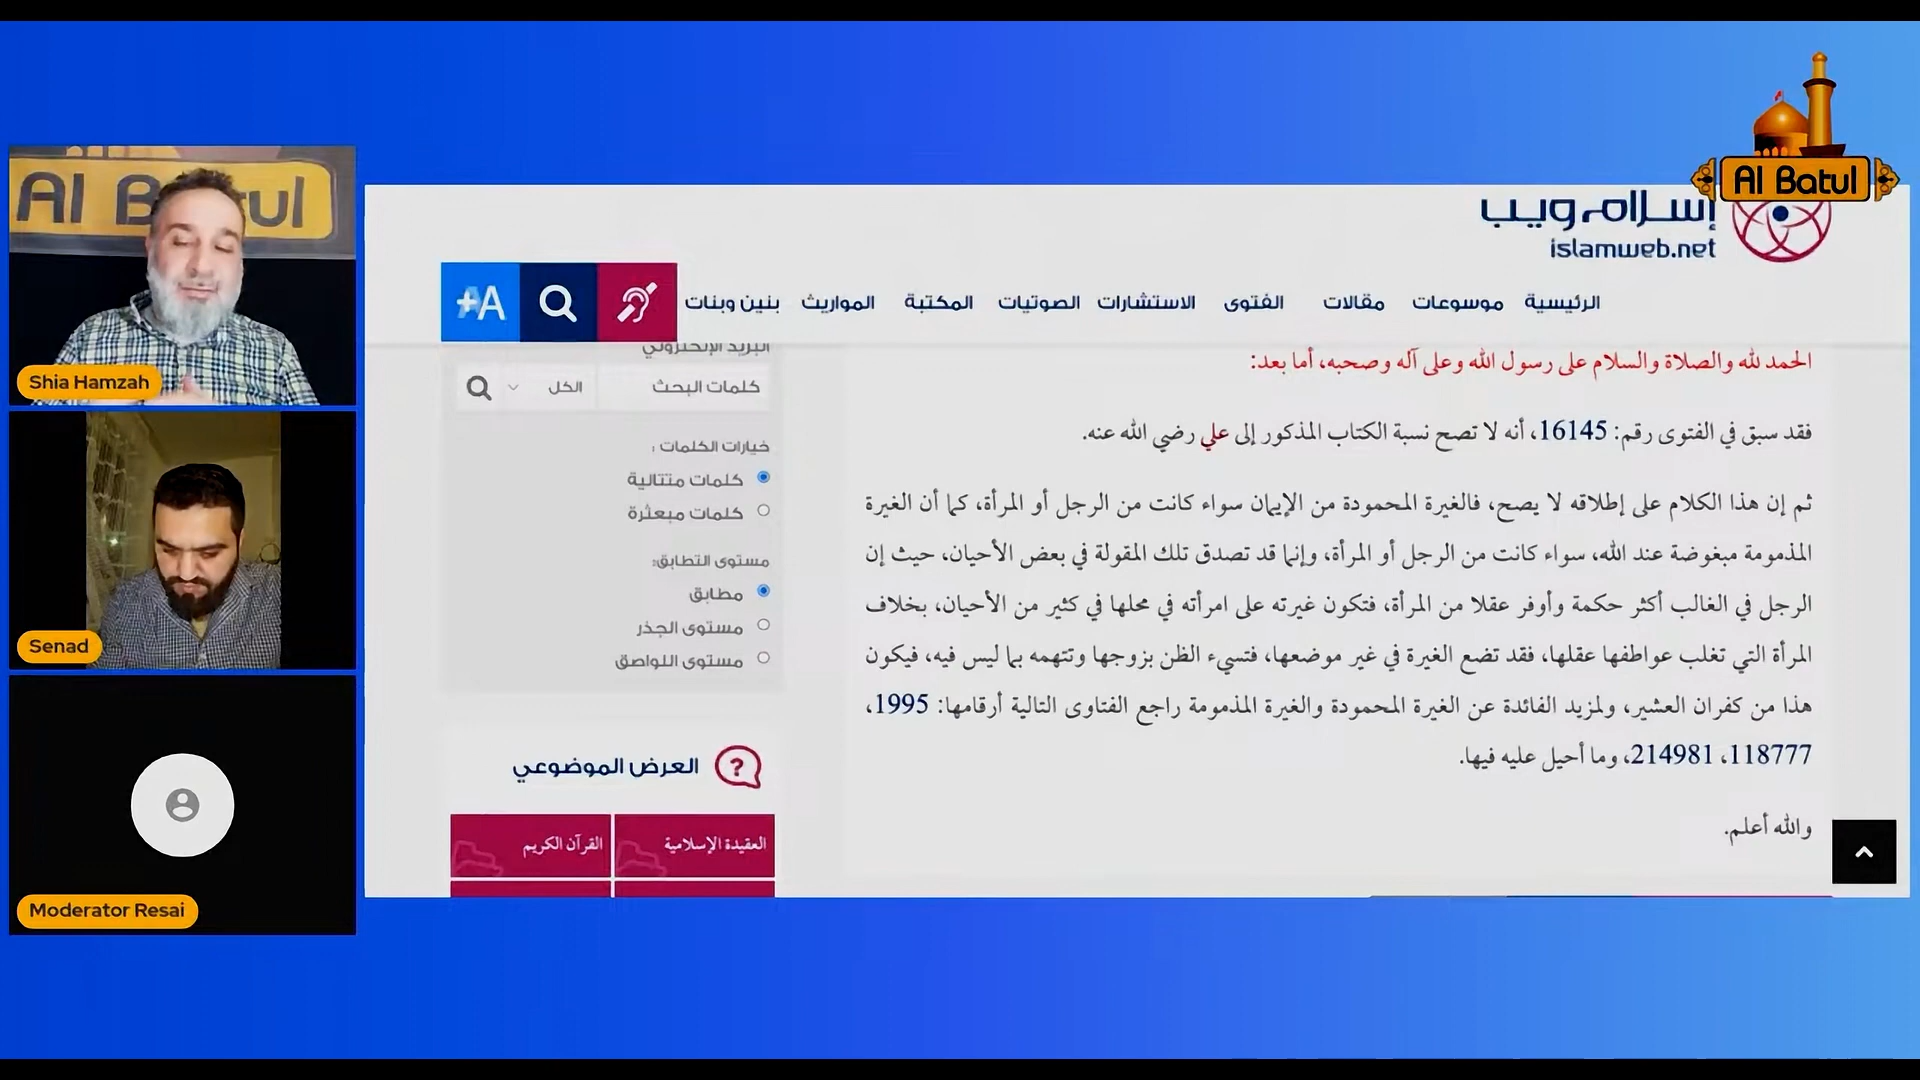 Al Batul
إسلام ويب
islamweb.net
الرئيسية موسوعات مقالات الفتوى الاستشارات الصوتيات المكتبة المواريث بنين وبنات
+A
الحمد لله والصلاة والسلام على رسول الله وعلى آله وصحبه، أما بعد:
فقد سبق في الفتوى رقم: 16145، أنه لا تصح نسبة الكتاب المذكور إلى علي رضي الله عنه.
ثم إن هذا الكلام على إطلاقه لا يصح، فالغيرة المحمودة من الإيمان سواء كانت من الرجل أو المرأة، كما أن الغيرة
المذمومة مبغوضة عند الله، سواء كانت من الرجل أو المرأة، وإنما قد تصدق تلك المقولة في بعض الأحيان، حيث إن
الرجل في الغالب أكثر حكمة وأوفر عقلا من المرأة، فتكون غيرته على امرأته في محلها في كثير من الأحيان، بخلاف
المرأة التي تغلب عواطفها عقلها، فقد تضع الغيرة في غير موضعها، فتسيء الظن بزوجها وتتهمه بما ليس فيه، فيكون
هذا من كفران العشير، ولمزيد الفائدة عن الغيرة المحمودة والغيرة المذمومة راجع الفتاوى التالية أرقامها: 1995،
118777، 214981، وما أحيل عليه فيها.
والله أعلم.
البريد الإلكتروني
كلمات البحث الكل
خيارات الكلمات :
كلمات متتالية
كلمات مبعثرة
مستوى التطابق:
مطابق
مستوى الجذر
مستوى اللواصق
العرض الموضوعي
?
العقيدة الإسلامية القرآن الكريم
Al Batul
Shia Hamzah
Senad
Moderator Resai